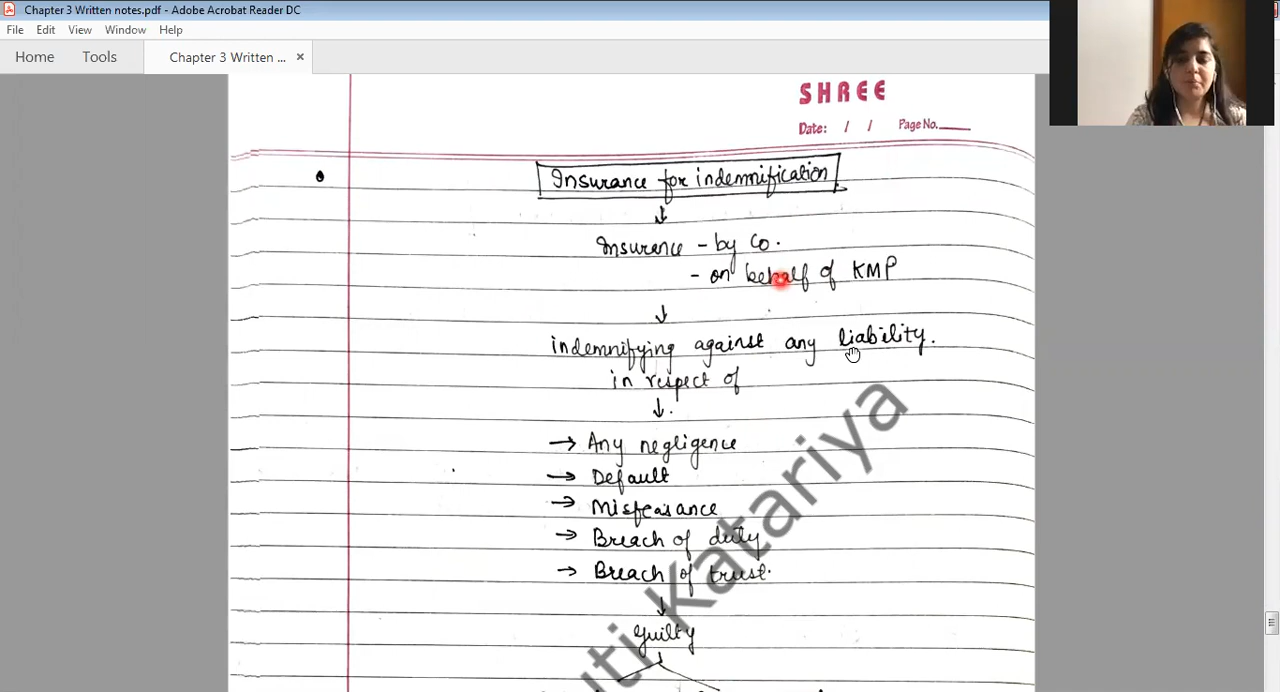 Chapter 3 Written notes.pdf - Adobe Acrobat Reader DC
File Edit View Window Help
Home Tools Chapter 3 Written ... ×
SHREE
Date: / / Page No.
Insurance for indemnification
Insurance - by Co.
- on behalf of KMP
indemnifying against any liability.
in respect of
→ Any negligence
→ Default
→ Misfeasance
→ Breach of duty
→ Breach of trust.
guilty
uti Katariya